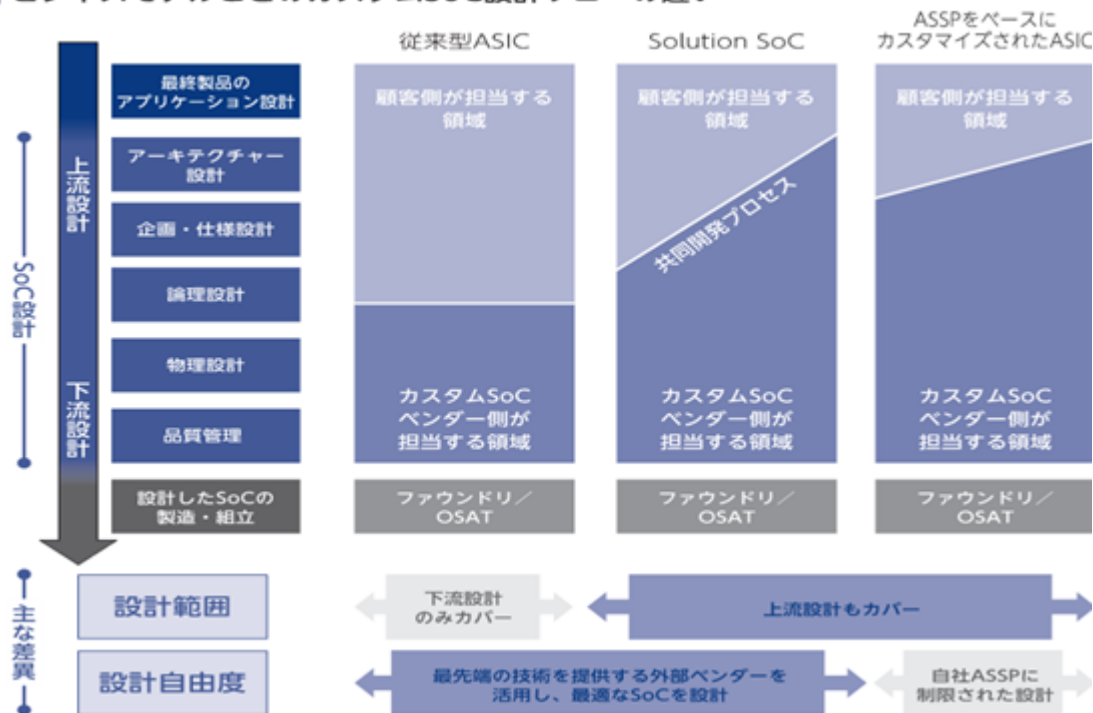 従来型ASIC
Solution SoC
ASSPをベースに
カスタマイズされたASIC
最終製品の
アプリケーション設計
アーキテクチャー
設計
企画・仕様設計
論理設計
物理設計
品質管理
設計したSoCの
製造・組立
SoC設計
上流設計
下流設計
顧客側が担当する
領域
カスタムSoC
ベンダー側が
担当する領域
ファウンドリ／
OSAT
顧客側が担当する
領域
共同開発プロセス
カスタムSoC
ベンダー側が
担当する領域
ファウンドリ／
OSAT
顧客側が担当する
領域
カスタムSoC
ベンダー側が
担当する領域
ファウンドリ／
OSAT
主な差異
設計範囲
下流設計
のみカバー
上流設計もカバー
設計自由度
最先端の技術を提供する外部ベンダーを
活用し、最適なSoCを設計
自社ASSPに
制限された設計